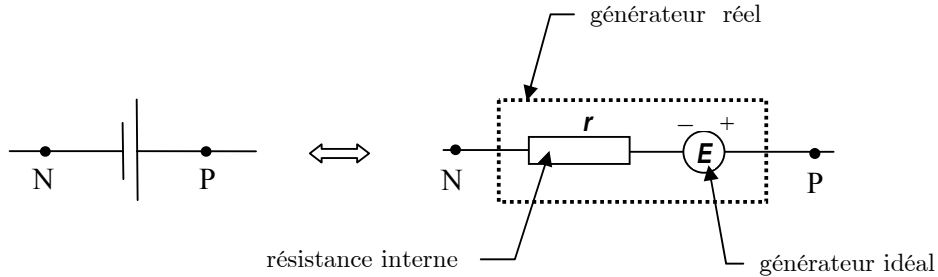 générateur réel
r
− +
E
N
P
N
P
résistance interne
générateur idéal